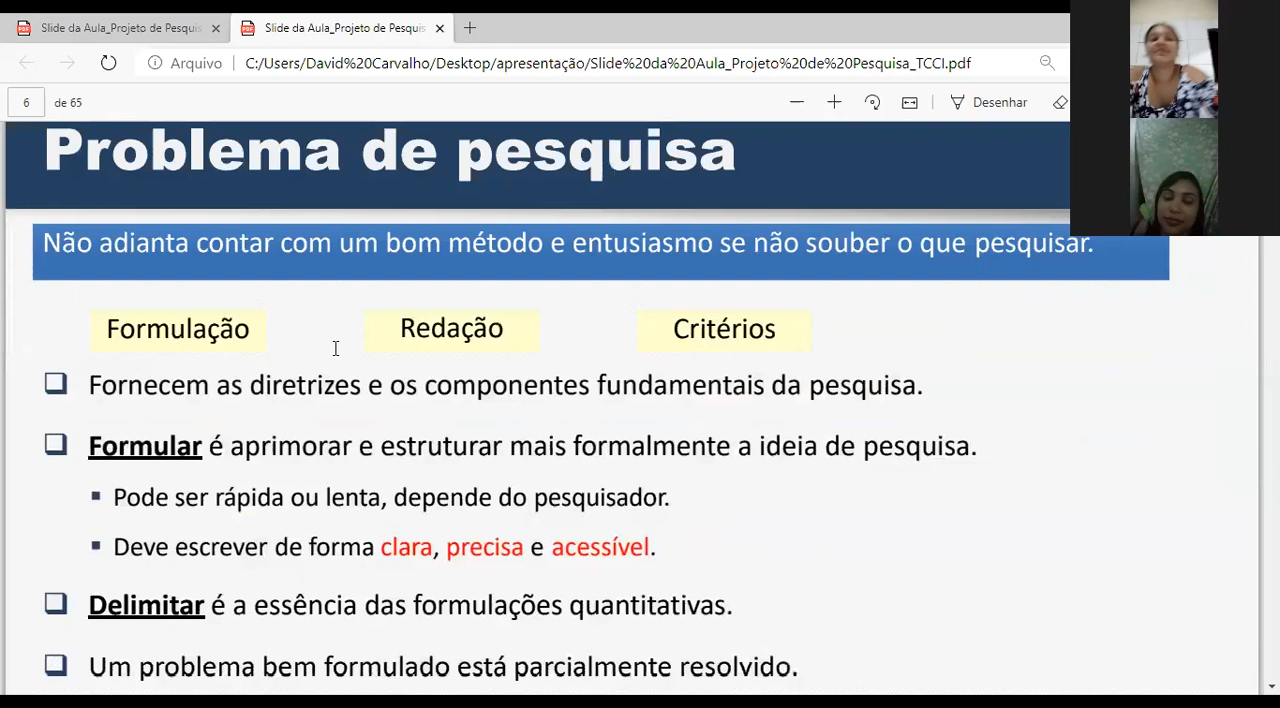 Slide da Aula_Projeto de Pesquis
Slide da Aula_Projeto de Pesquis
Arquivo
C:/Users/David%20Carvalho/Desktop/apresentação/Slide%20da%20Aula_Projeto%20de%20Pesquisa_TCCI.pdf
6 de 65
Desenhar
Problema de pesquisa
Não adianta contar com um bom método e entusiasmo se não souber o que pesquisar.
Formulação Redação Critérios
Fornecem as diretrizes e os componentes fundamentais da pesquisa.
Formular é aprimorar e estruturar mais formalmente a ideia de pesquisa.
Pode ser rápida ou lenta, depende do pesquisador.
Deve escrever de forma clara, precisa e acessível.
Delimitar é a essência das formulações quantitativas.
Um problema bem formulado está parcialmente resolvido.